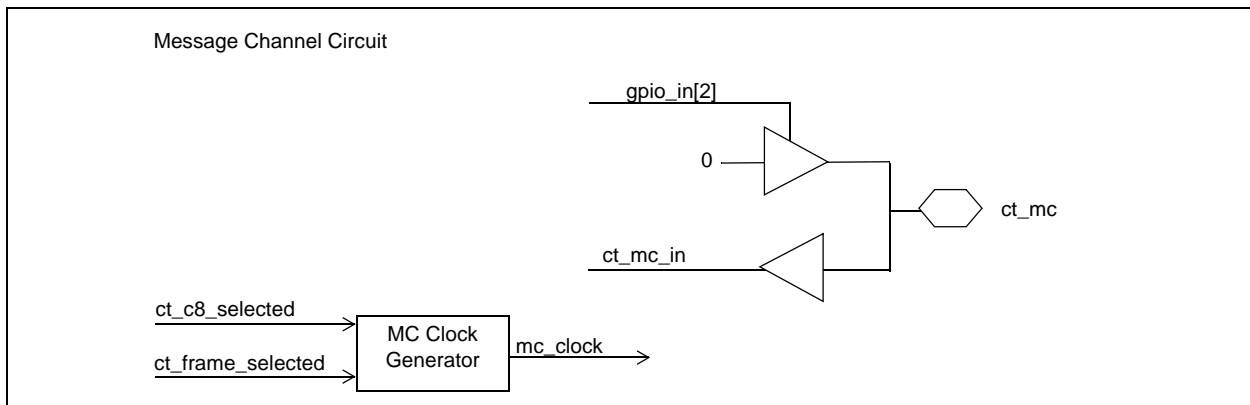 Message Channel Circuit
gpio_in[2]
0
ct_mc
ct_mc_in
ct_c8_selected
MC Clock
Generator
mc_clock
ct_frame_selected